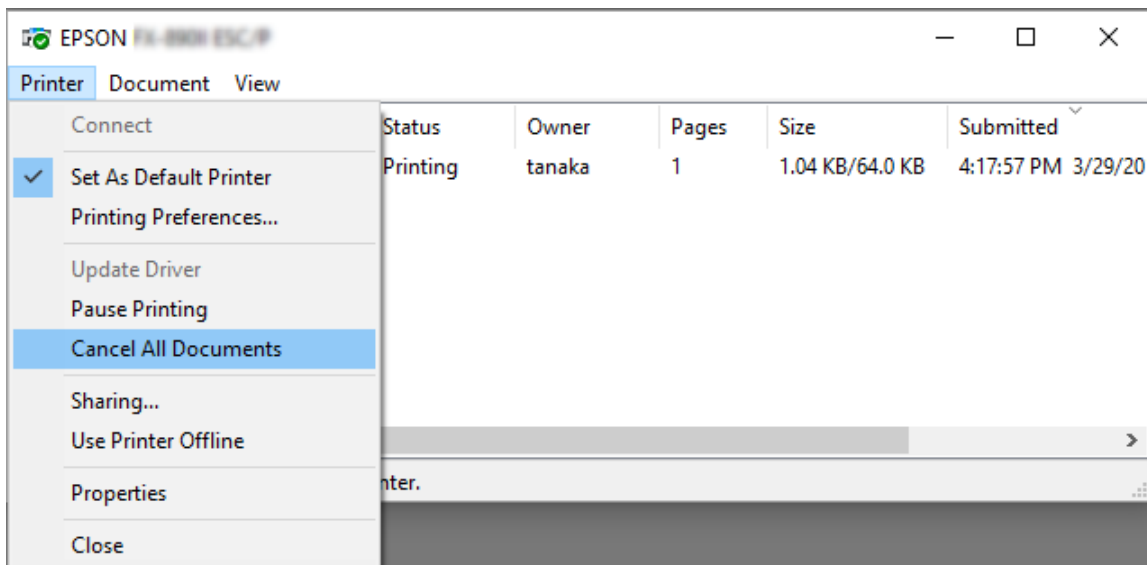 EPSON
Printer Document View
Connect
Set As Default Printer
Printing Preferences...
Update Driver
Pause Printing
Cancel All Documents
Sharing...
Use Printer Offline
Properties
Close
Status Owner Pages Size Submitted
Printing tanaka 1 1.04 KB/64.0 KB 4:17:57 PM 3/29/20
nter.